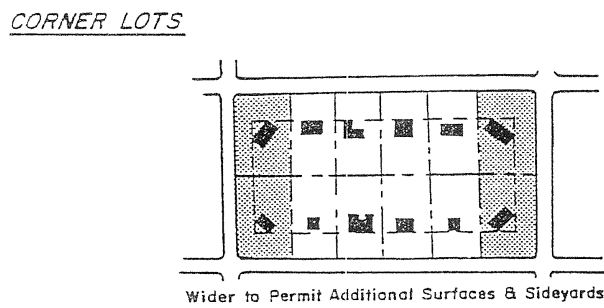 CORNER LOTS
Wider to Permit Additional Surfaces & Sideyards